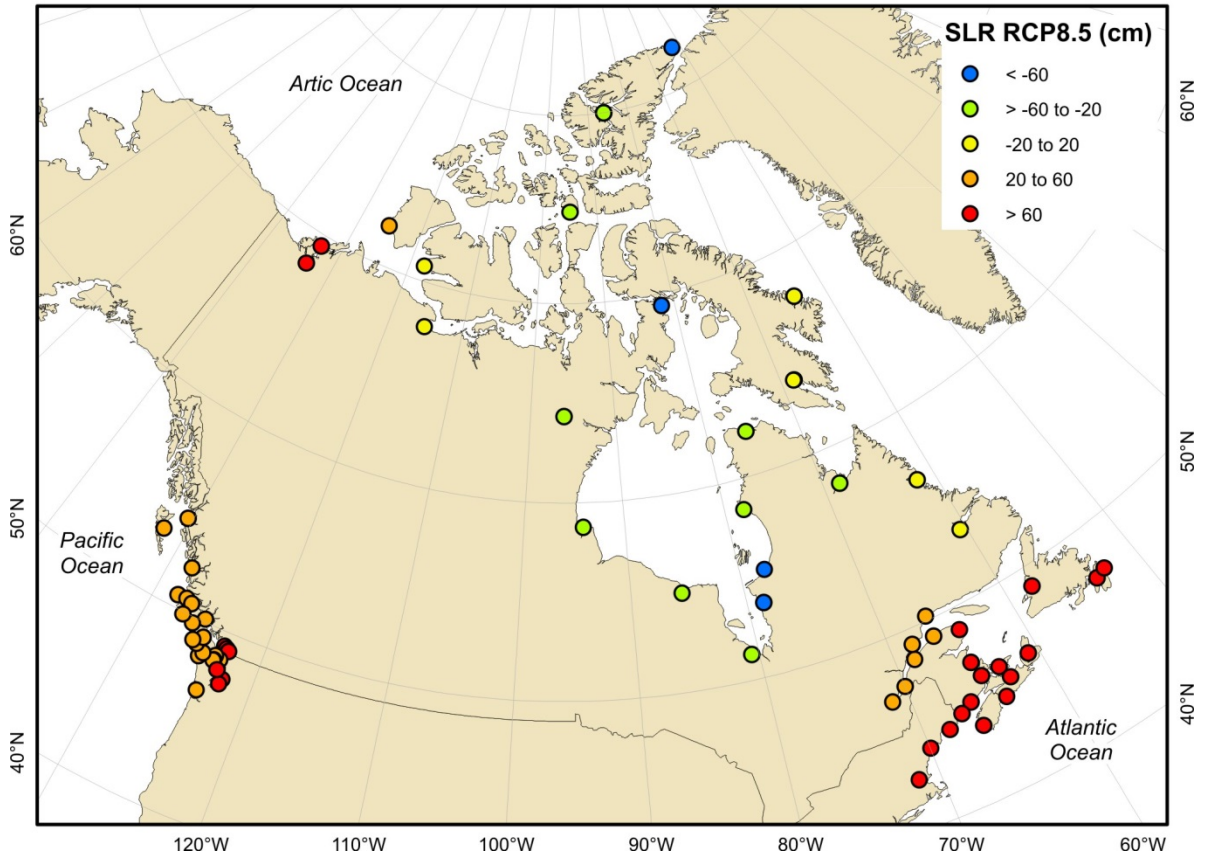 SLR RCP8.5 (cm)
< -60
> -60 to -20
-20 to 20
20 to 60
> 60
Artic Ocean
Pacific
Ocean
Atlantic
Ocean
60°N
50°N
40°N
60°N
50°N
40°N
120°W
110°W
100°W
90°W
80°W
70°W
60°W